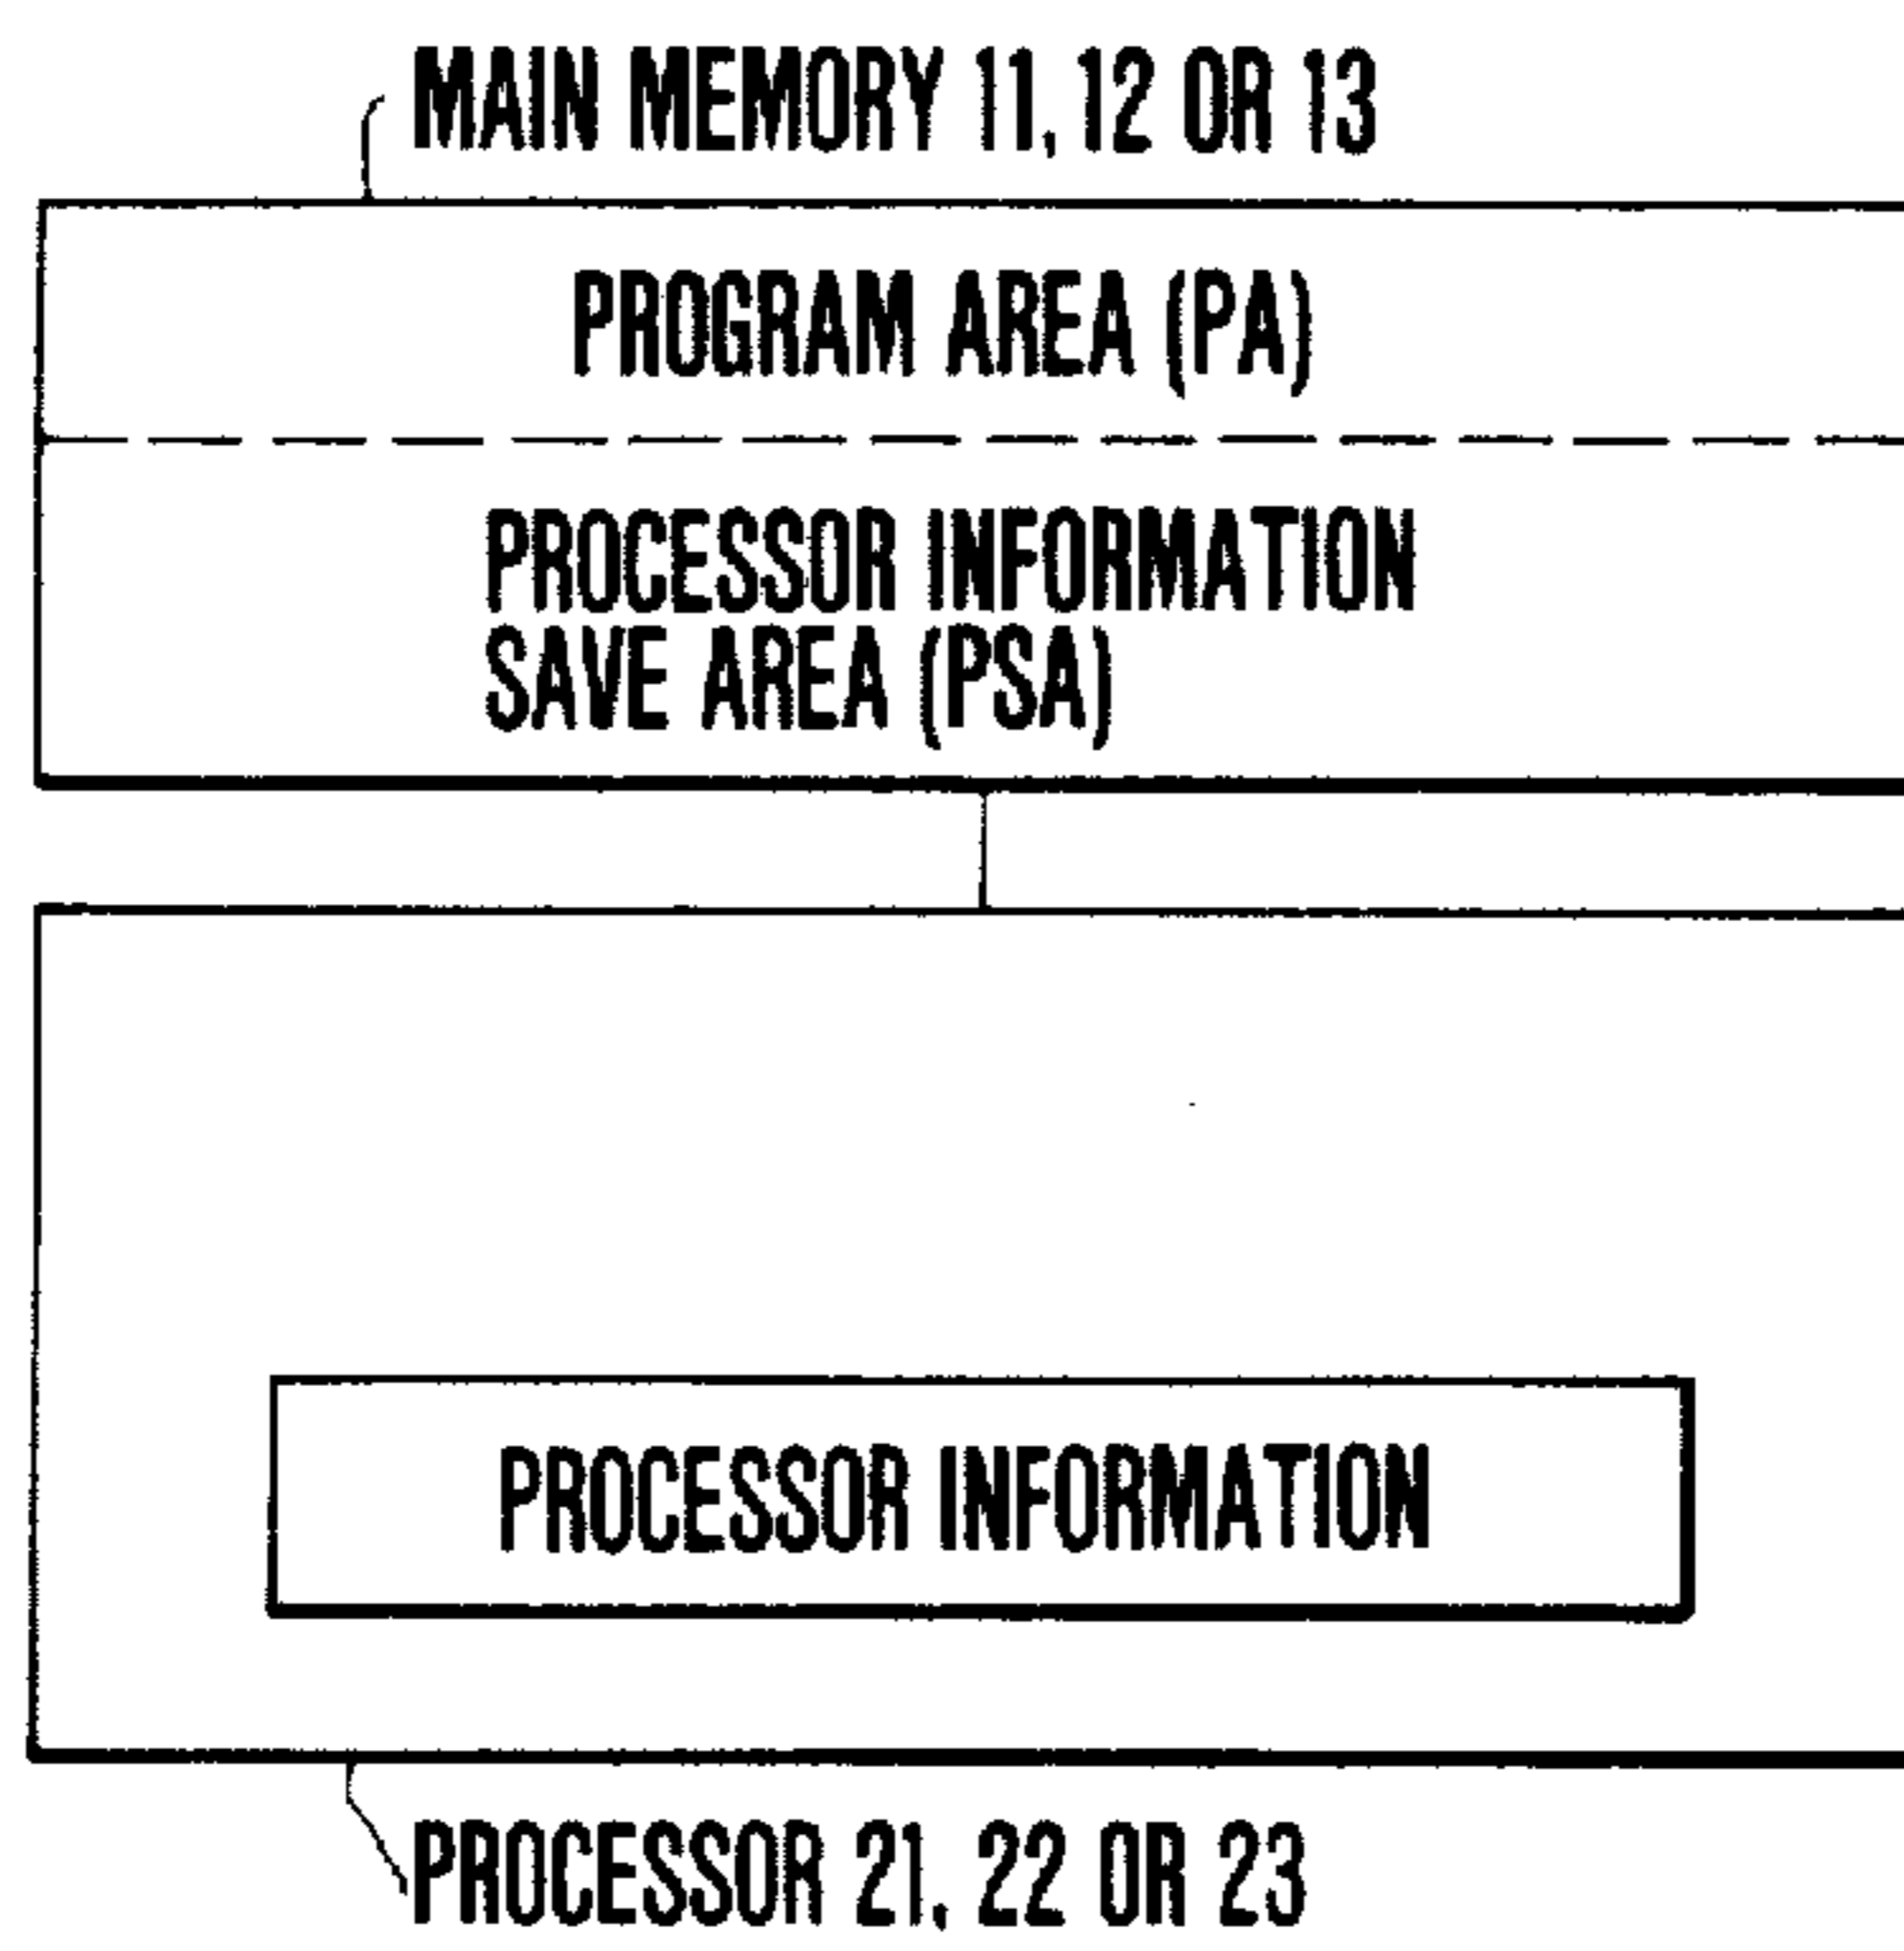 MAIN MEMORY 11, 12 OR 13
PROGRAM AREA (PA)
PROCESSOR INFORMATION
SAVE AREA (PSA)
PROCESSOR INFORMATION
PROCESSOR 21, 22 OR 23